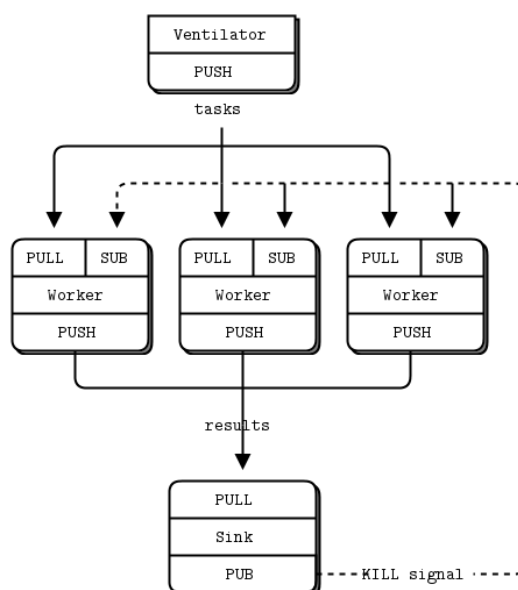 Ventilator
PUSH
tasks
PULL SUB PULL SUB PULL SUB
Worker Worker Worker
PUSH PUSH PUSH
results
PULL
Sink
PUB KILL signal